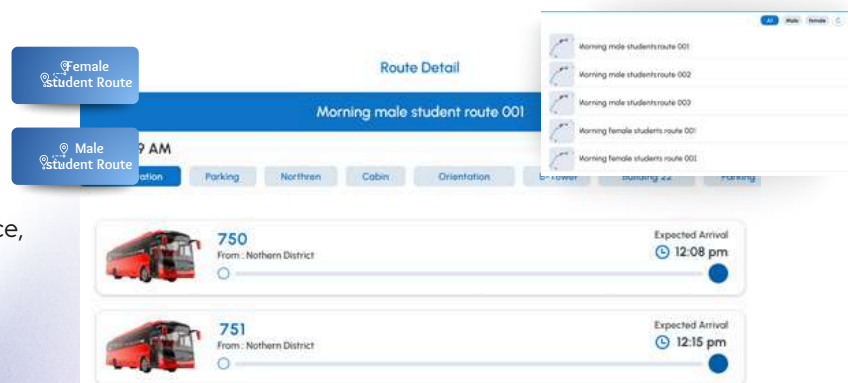 All Male female
Morning male students route 001
Morning male students route 002
Morning male students route 003
Morning female students route 001
Morning female students route 002
Female
student Route
Male
student Route
Route Detail
Morning male student route 001
9 AM
ation Parking Northren Cabin Orientation Building 22 Parking
ce,
750
From : Nothern District
Expected Arrival
12:08 pm
751
From : Nothern District
Expected Arrival
12:15 pm